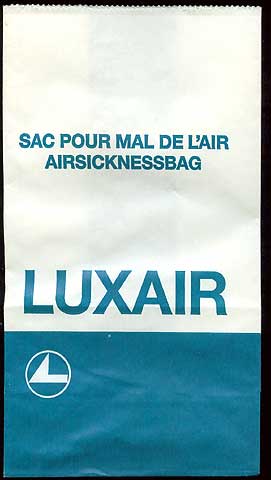 SAC POUR MAL DE L'AIR
AIRSICKNESSBAG
LUXAIR